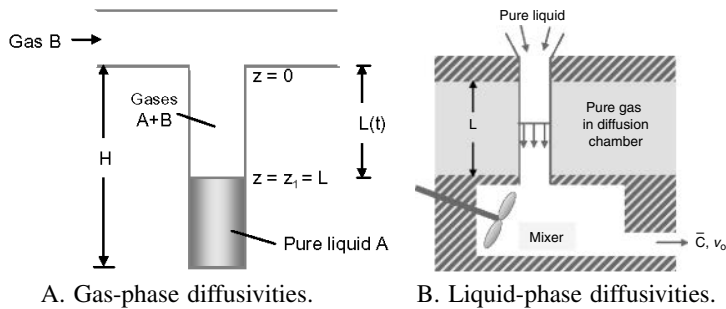 Gas B
z = 0
Gases
A+B
L(t)
H
z = z₁ = L
Pure liquid A
A. Gas-phase diffusivities.
Pure liquid
L
Pure gas
in diffusion
chamber
Mixer
C̅, vₒ
B. Liquid-phase diffusivities.